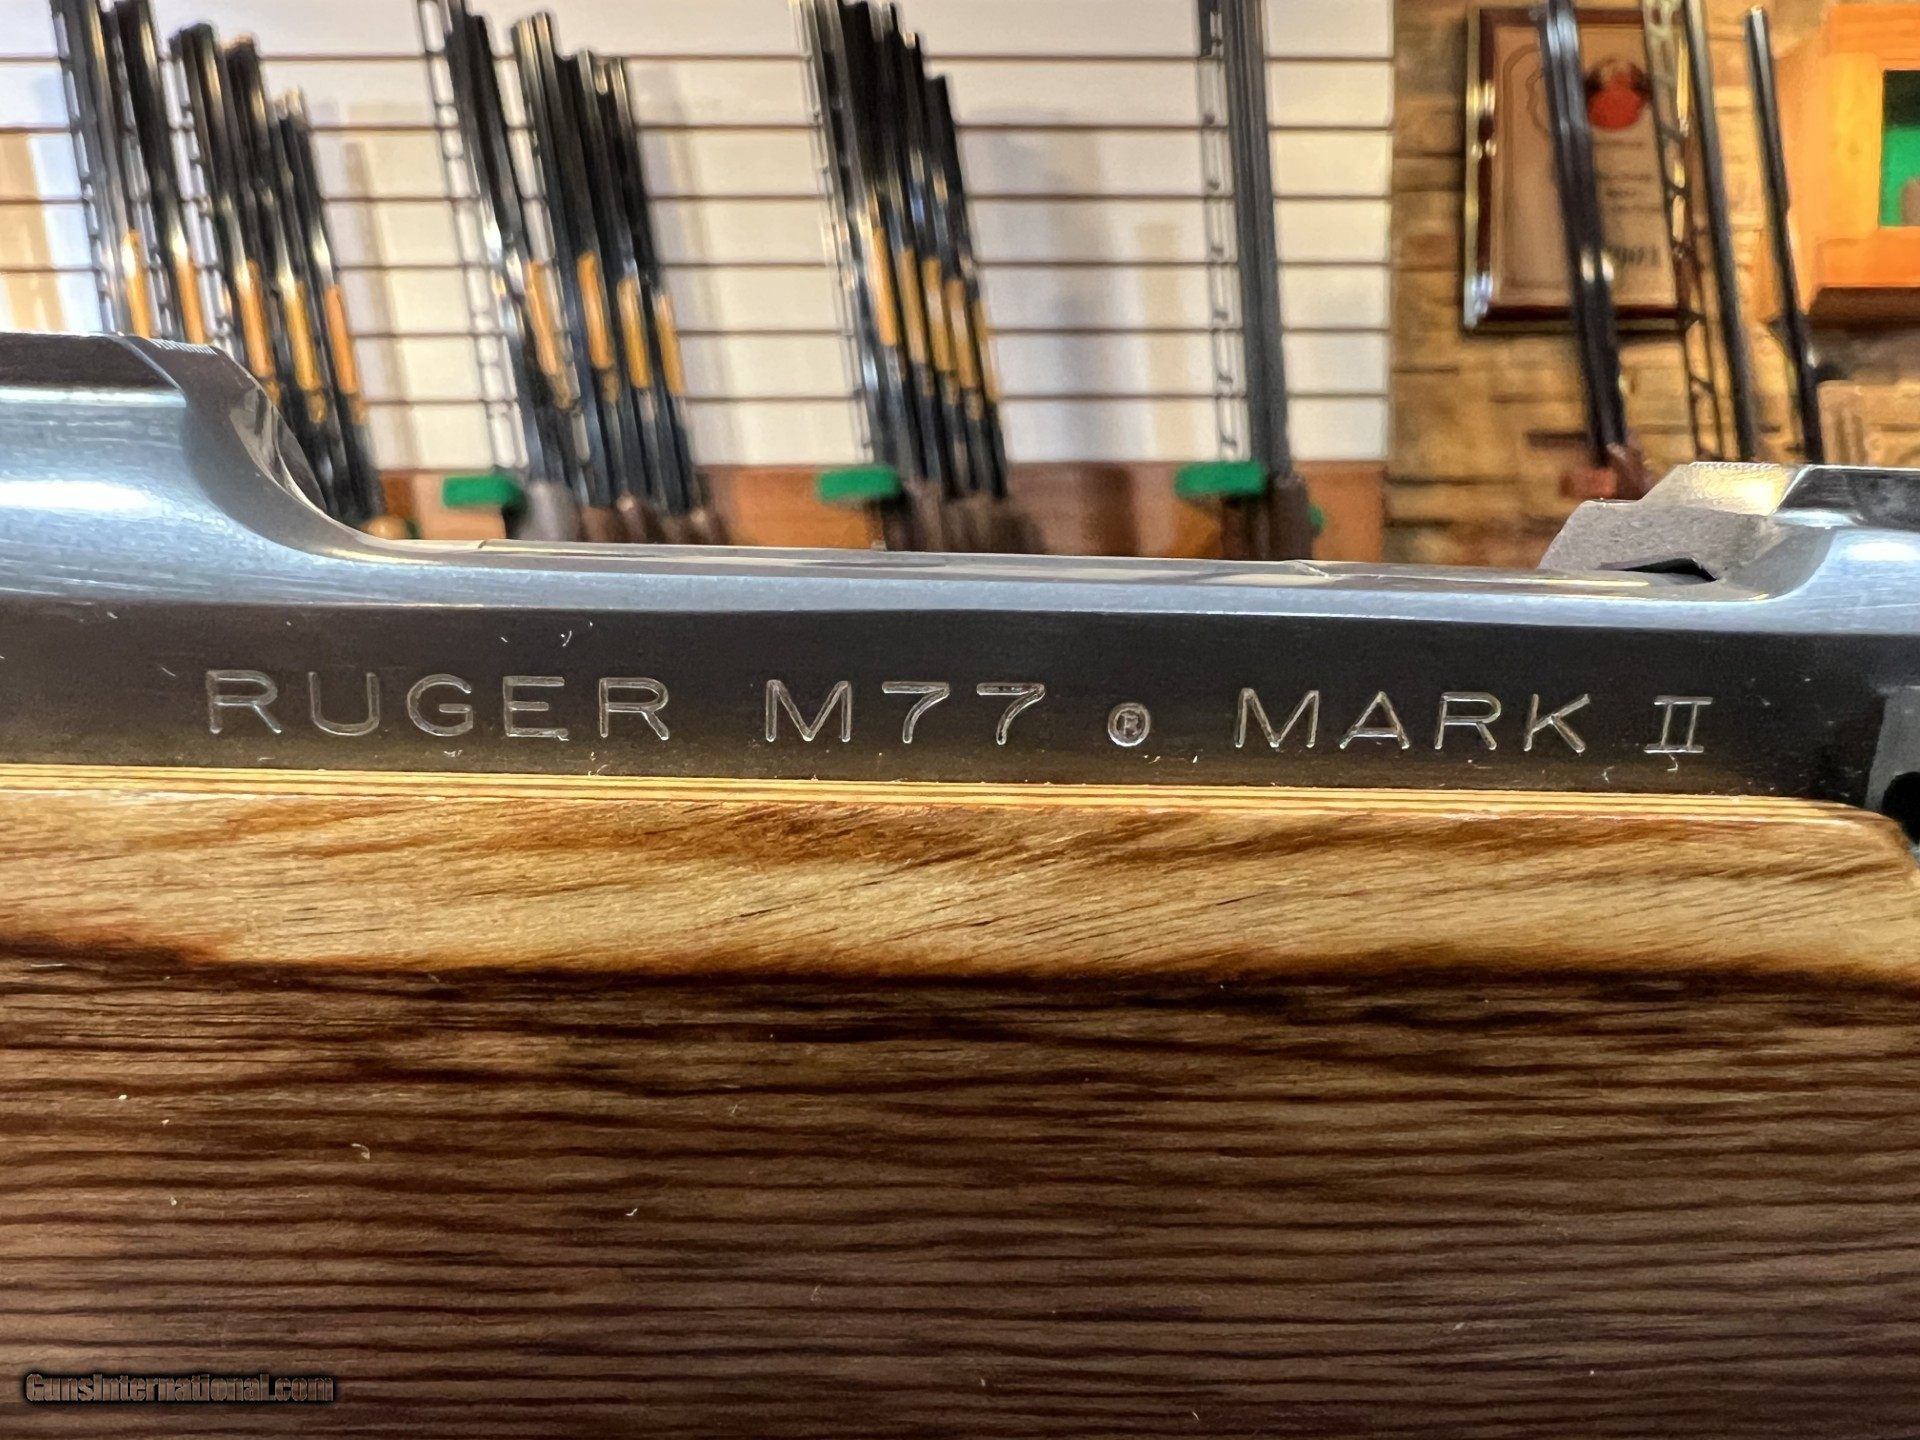 RUGER M77 ® MARK II
GunsInternational.com